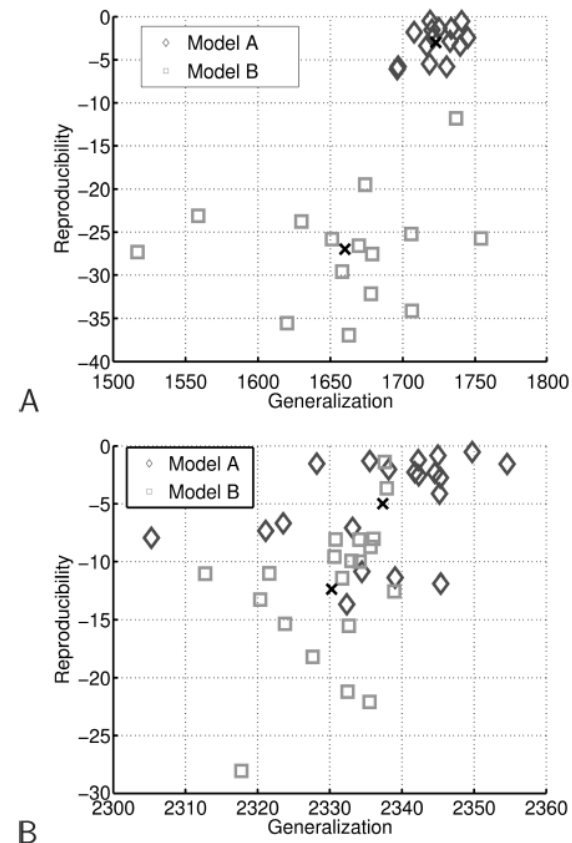 0
−5
−10
−15
−20
−25
−30
−35
−40
Reproducibility
Model A
Model B
1500 1550 1600 1650 1700 1750 1800
Generalization
A
0
−5
−10
−15
−20
−25
−30
Reproducibility
Model A
Model B
2300 2310 2320 2330 2340 2350 2360
Generalization
B